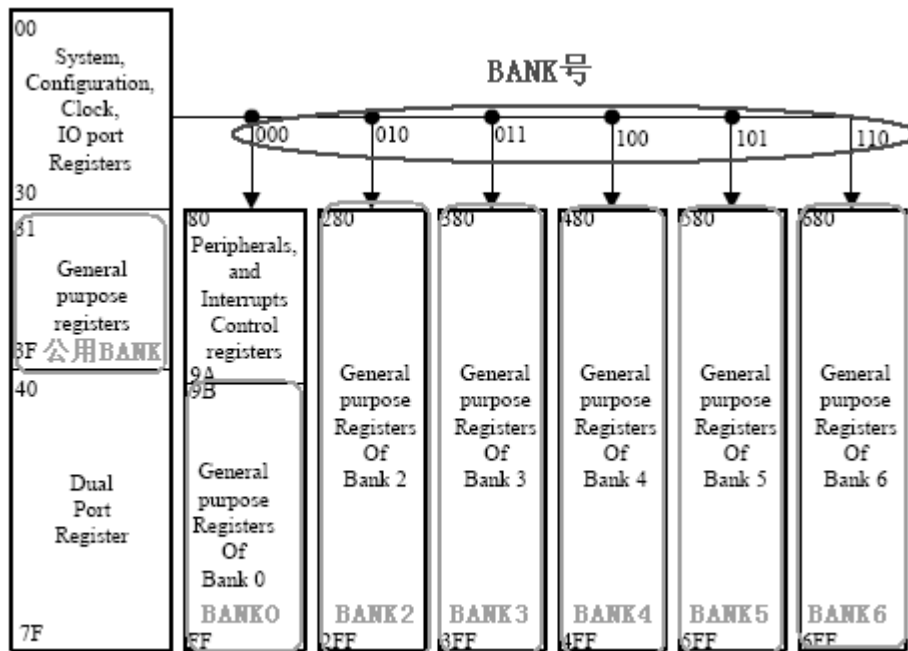 00
System,
Configuration,
Clock,
IO port
Registers
30
31
General
purpose
registers
3F 公用BANK
40
Dual
Port
Register
7F
BANK号
000
010
011
100
101
110
80
Peripherals,
and
Interrupts
Control
registers
9A
9B
General
purpose
Registers
Of
Bank 0
BANK0
FF
280
General
purpose
Registers
Of
Bank 2
BANK2
2FF
380
General
purpose
Registers
Of
Bank 3
BANK3
3FF
480
General
purpose
Registers
Of
Bank 4
BANK4
4FF
580
General
purpose
Registers
Of
Bank 5
BANK5
5FF
680
General
purpose
Registers
Of
Bank 6
BANK6
6FF